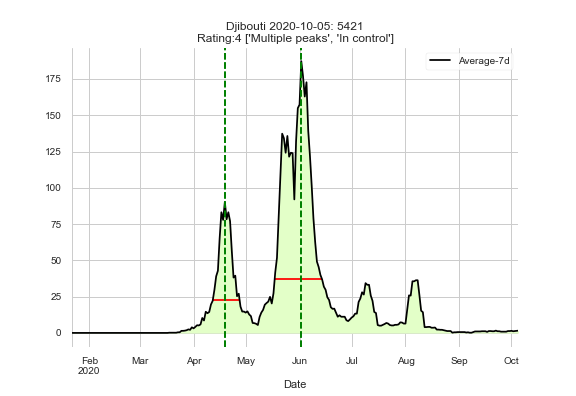 Djibouti 2020-10-05: 5421
Rating:4 ['Multiple peaks', 'In control']
Average-7d
175
150
125
100
75
50
25
0
Feb Mar Apr May Jun Jul Aug Sep Oct
2020
Date